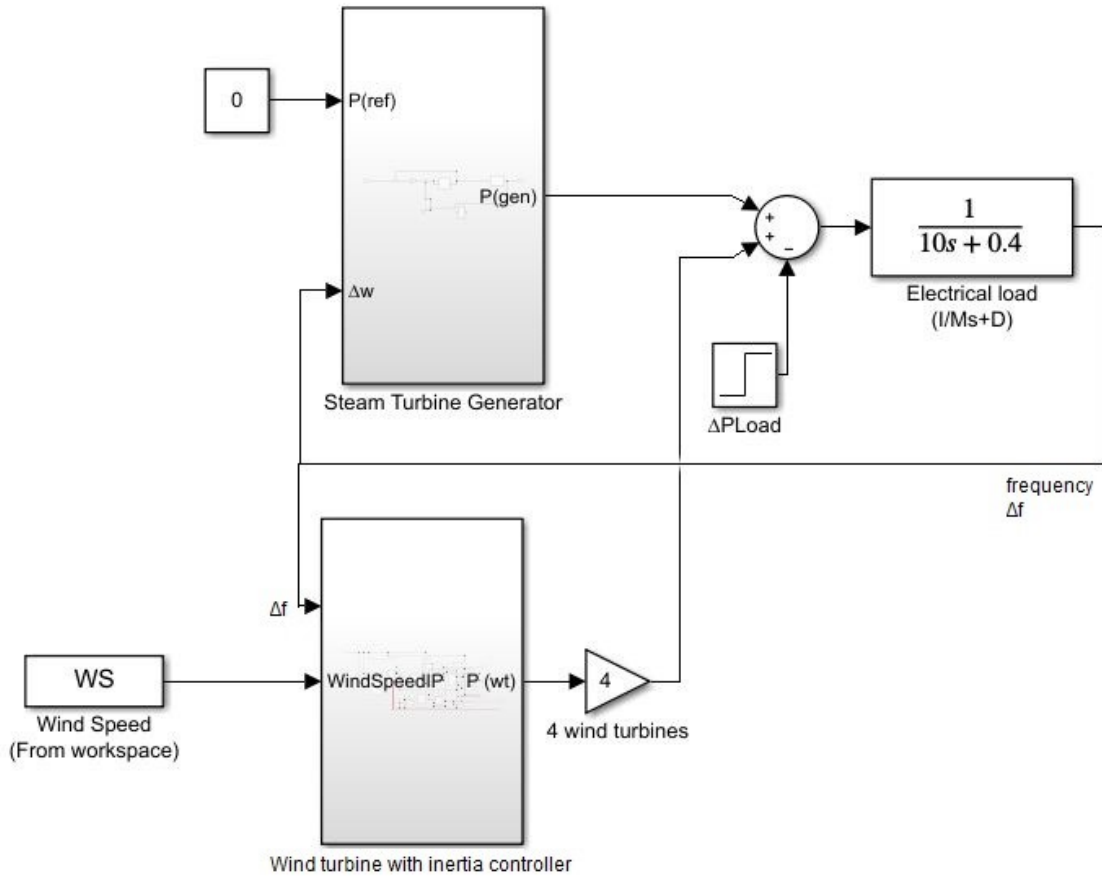 0
P(ref)
P(gen)
Δw
Steam Turbine Generator
+
+
−
1
10s + 0.4
Electrical load
(I/Ms+D)
ΔPLoad
frequency
Δf
Δf
WS
Wind Speed
(From workspace)
WindSpeedIP
P (wt)
4
4 wind turbines
Wind turbine with inertia controller